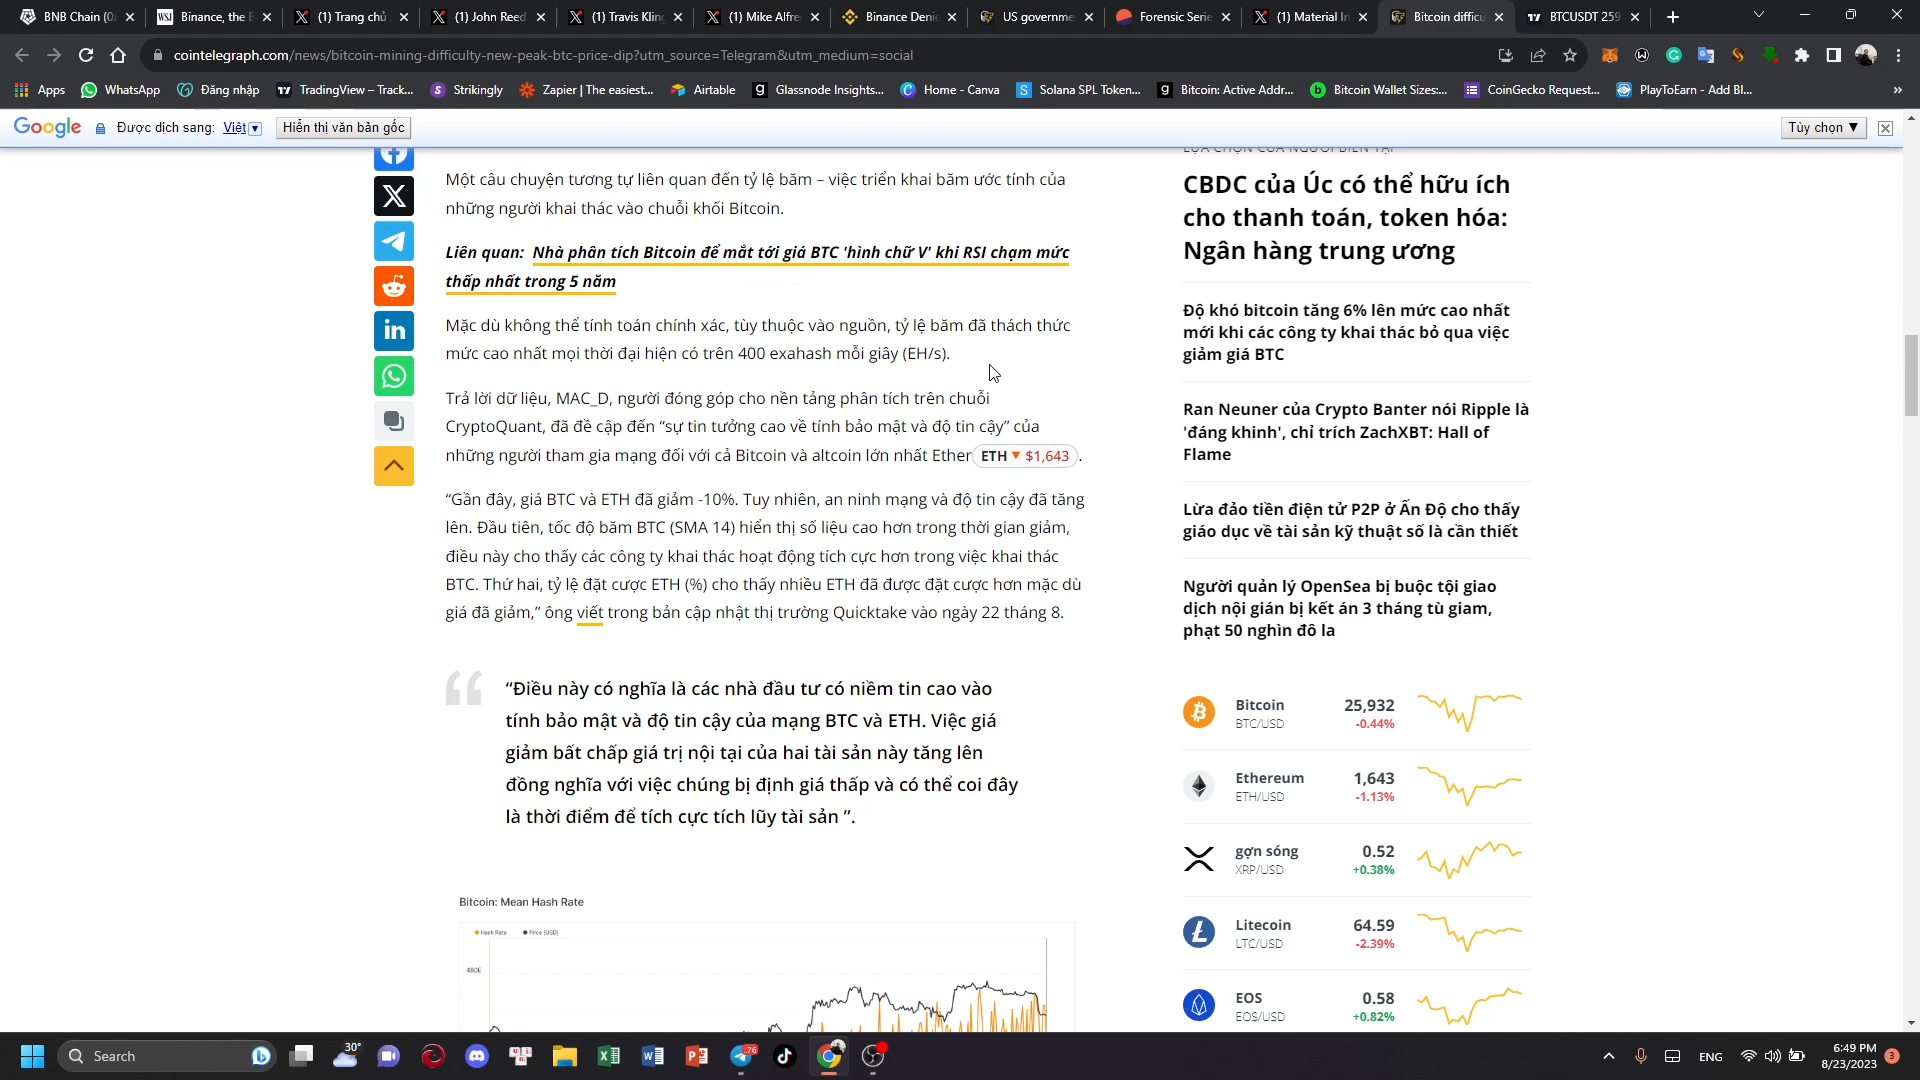 BNB Chain (0x
Binance, the B
(1) Trang chủ
(1) John Reed
(1) Travis Kling
(1) Mike Alfre
Binance Denie
US governme
Forensic Serie
(1) Material In
Bitcoin difficu
BTCUSDT 259
cointelegraph.com/news/bitcoin-mining-difficulty-new-peak-btc-price-dip?utm_source=Telegram&utm_medium=social
Apps
WhatsApp
Đăng nhập
TradingView – Track...
Strikingly
Zapier | The easiest...
Airtable
Glassnode Insights...
Home - Canva
Solana SPL Token...
Bitcoin: Active Addr...
Bitcoin Wallet Sizes:...
CoinGecko Request...
PlayToEarn - Add Bl...
Google
Được dịch sang: Việt
Hiển thị văn bản gốc
Tùy chọn ▼
LỰA CHỌN CỦA NGƯỜI BIÊN TẬP
Một câu chuyện tương tự liên quan đến tỷ lệ băm – việc triển khai băm ước tính của
những người khai thác vào chuỗi khối Bitcoin.
Liên quan: Nhà phân tích Bitcoin để mắt tới giá BTC 'hình chữ V' khi RSI chạm mức
thấp nhất trong 5 năm
Mặc dù không thể tính toán chính xác, tùy thuộc vào nguồn, tỷ lệ băm đã thách thức
mức cao nhất mọi thời đại hiện có trên 400 exahash mỗi giây (EH/s).
Trả lời dữ liệu, MAC_D, người đóng góp cho nền tảng phân tích trên chuỗi
CryptoQuant, đã đề cập đến “sự tin tưởng cao về tính bảo mật và độ tin cậy” của
những người tham gia mạng đối với cả Bitcoin và altcoin lớn nhất Ether ETH ▼ $1,643 .
“Gần đây, giá BTC và ETH đã giảm -10%. Tuy nhiên, an ninh mạng và độ tin cậy đã tăng
lên. Đầu tiên, tốc độ băm BTC (SMA 14) hiển thị số liệu cao hơn trong thời gian giảm,
điều này cho thấy các công ty khai thác hoạt động tích cực hơn trong việc khai thác
BTC. Thứ hai, tỷ lệ đặt cược ETH (%) cho thấy nhiều ETH đã được đặt cược hơn mặc dù
giá đã giảm,” ông viết trong bản cập nhật thị trường Quicktake vào ngày 22 tháng 8.
“Điều này có nghĩa là các nhà đầu tư có niềm tin cao vào
tính bảo mật và độ tin cậy của mạng BTC và ETH. Việc giá
giảm bất chấp giá trị nội tại của hai tài sản này tăng lên
đồng nghĩa với việc chúng bị định giá thấp và có thể coi đây
là thời điểm để tích cực tích lũy tài sản ”.
Bitcoin: Mean Hash Rate
Hash Rate
Price (USD)
480E
CBDC của Úc có thể hữu ích
cho thanh toán, token hóa:
Ngân hàng trung ương
Độ khó bitcoin tăng 6% lên mức cao nhất
mới khi các công ty khai thác bỏ qua việc
giảm giá BTC
Ran Neuner của Crypto Banter nói Ripple là
'đáng khinh', chỉ trích ZachXBT: Hall of
Flame
Lừa đảo tiền điện tử P2P ở Ấn Độ cho thấy
giáo dục về tài sản kỹ thuật số là cần thiết
Người quản lý OpenSea bị buộc tội giao
dịch nội gián bị kết án 3 tháng tù giam,
phạt 50 nghìn đô la
Bitcoin 25,932
BTC/USD -0.44%
Ethereum 1,643
ETH/USD -1.13%
gợn sóng 0.52
XRP/USD +0.38%
Litecoin 64.59
LTC/USD -2.39%
EOS 0.58
EOS/USD +0.82%
Search
30°
76
ENG
6:49 PM
8/23/2023
3